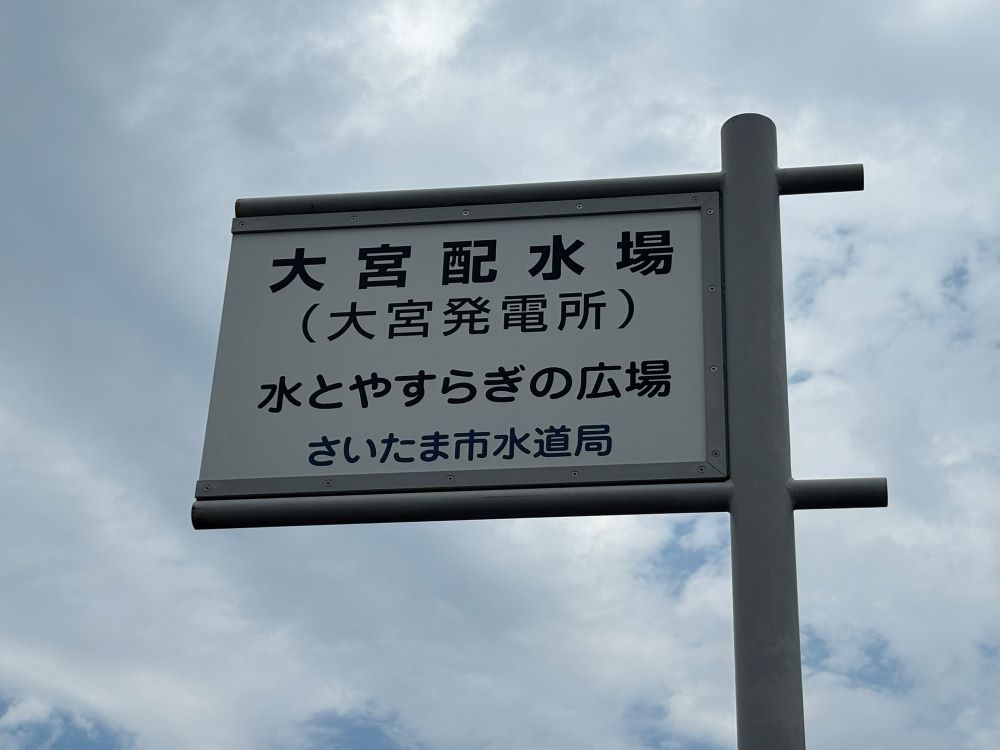 大宮配水場
（大宮発電所）
水とやすらぎの広場
さいたま市水道局